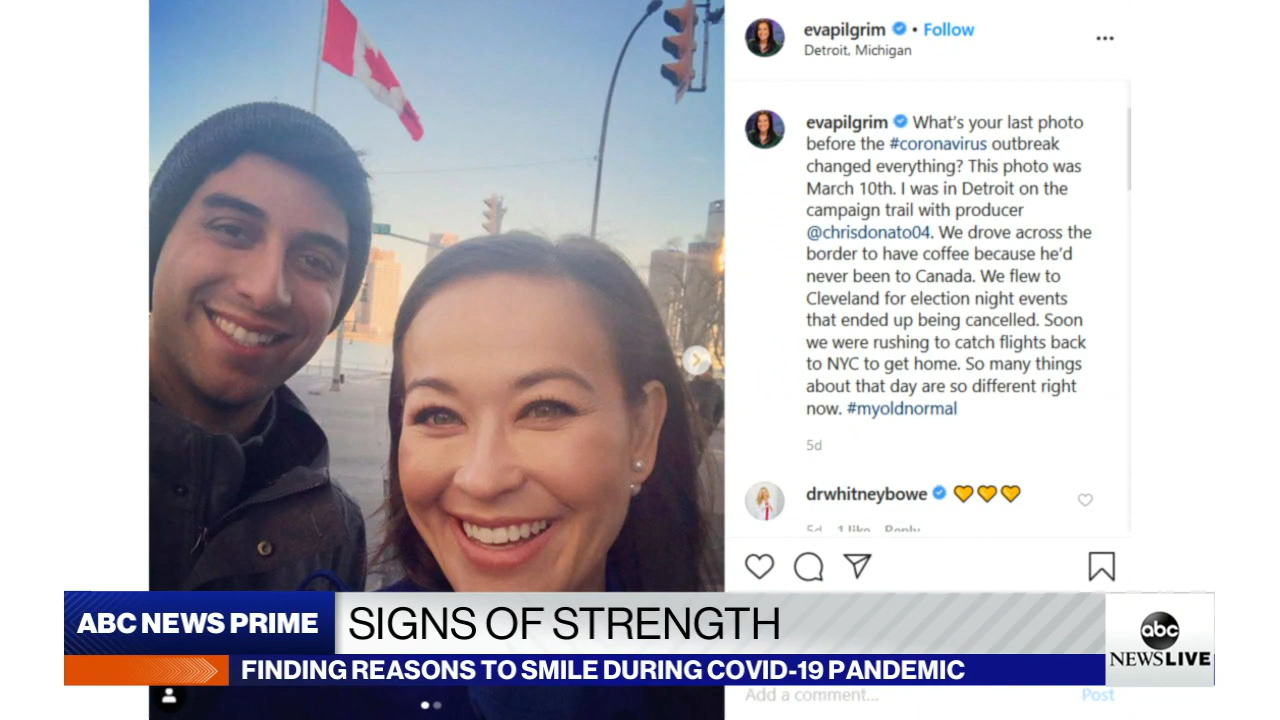 evapilgrim • Follow
Detroit, Michigan
evapilgrim What's your last photo
before the #coronavirus outbreak
changed everything? This photo was
March 10th. I was in Detroit on the
campaign trail with producer
@chrisdonato04. We drove across the
border to have coffee because he'd
never been to Canada. We flew to
Cleveland for election night events
that ended up being cancelled. Soon
we were rushing to catch flights back
to NYC to get home. So many things
about that day are so different right
now. #myoldnormal
5d
drwhitneybowe
5d 1 like Reply
ABC NEWS PRIME
SIGNS OF STRENGTH
FINDING REASONS TO SMILE DURING COVID-19 PANDEMIC
abc
NEWSLIVE
Add a comment... Post